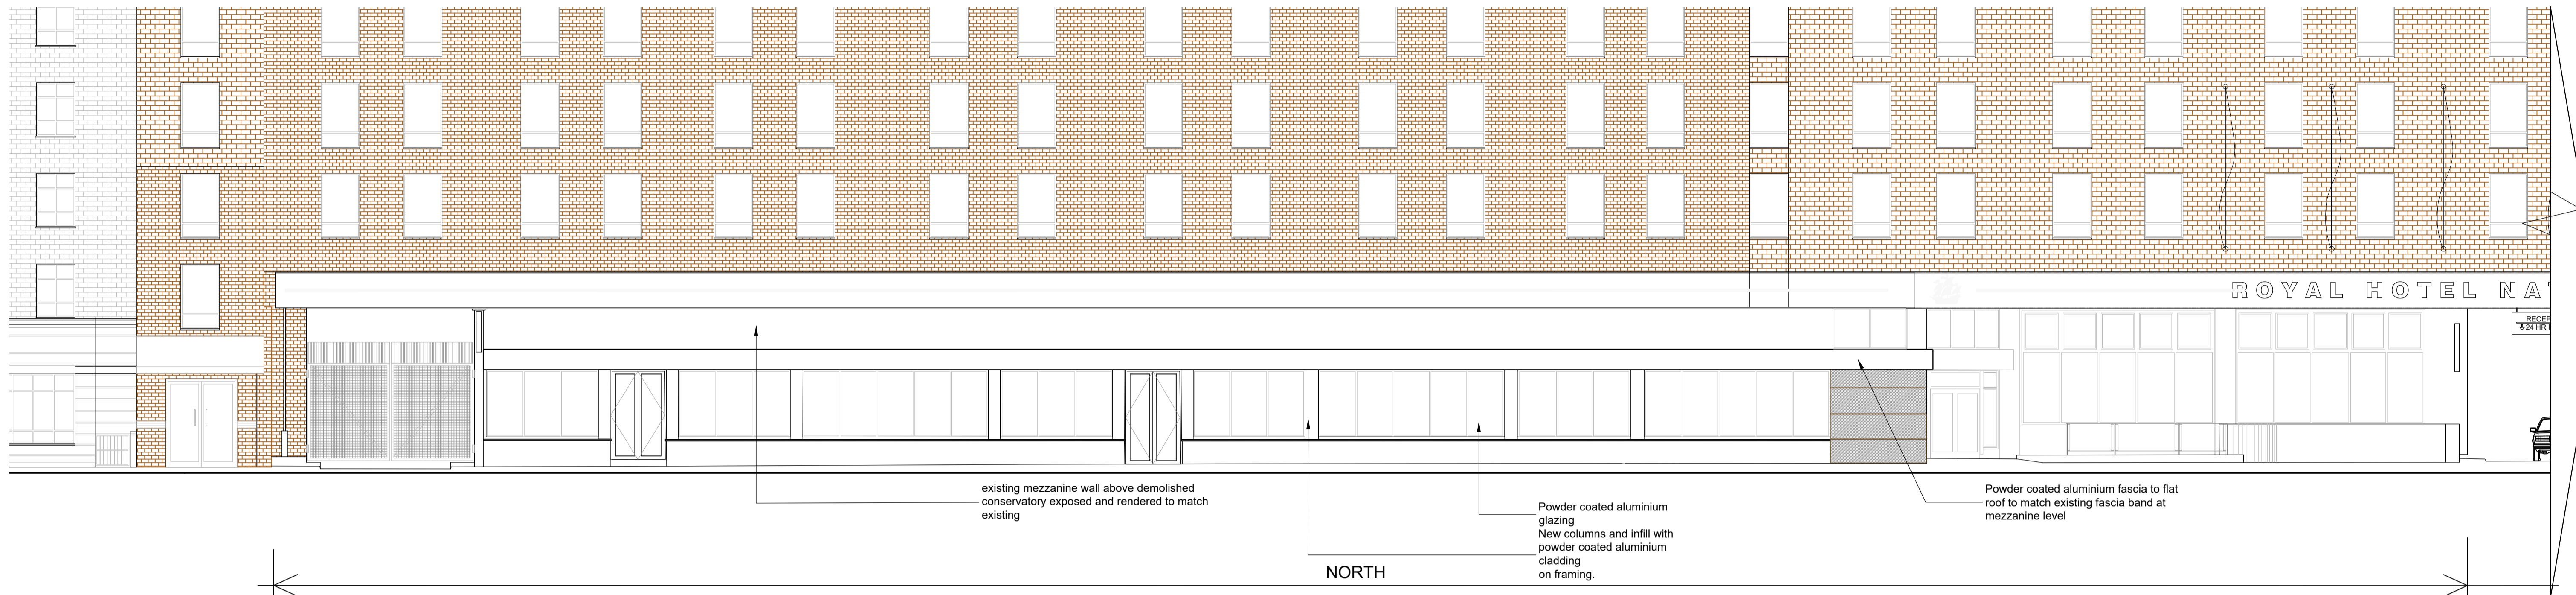 ROYAL HOTEL NA
24 HR
existing mezzanine wall above demolished
conservatory exposed and rendered to match
existing
Powder coated aluminium
glazing
New columns and infill with
powder coated aluminium
cladding
on framing.
Powder coated aluminium fascia to flat
roof to match existing fascia band at
mezzanine level
NORTH